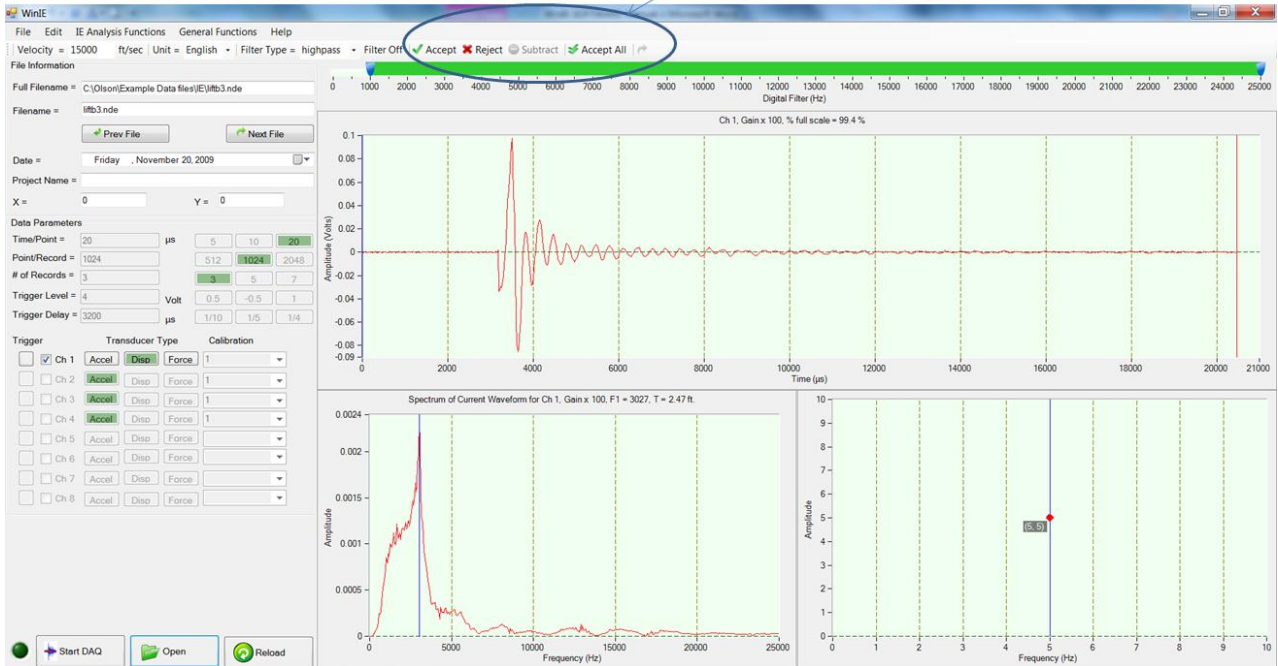 WinIE
File Edit IE Analysis Functions General Functions Help
Velocity = 15000 ft/sec Unit = English Filter Type = highpass Filter Off Accept Reject Subtract Accept All
File Information
Full Filename = C:\Olson\Example Data files\IE\liftb3.nde
Filename = liftb3.nde
Prev File Next File
Date = Friday , November 20, 2009
Project Name =
X = 0 Y = 0
Data Parameters
Time/Point = 20 µs 5 10 20
Point/Record = 1024 512 1024 2048
# of Records = 3 3 5 7
Trigger Level = 4 Volt 0.5 -0.5 1
Trigger Delay = 3200 µs 1/10 1/5 1/4
Trigger Transducer Type Calibration
Ch 1 Accel Disp Force 1
Ch 2 Accel Disp Force 1
Ch 3 Accel Disp Force 1
Ch 4 Accel Disp Force 1
Ch 5 Accel Disp Force
Ch 6 Accel Disp Force
Ch 7 Accel Disp Force
Ch 8 Accel Disp Force
Start DAQ Open Reload
0 1000 2000 3000 4000 5000 6000 7000 8000 9000 10000 11000 12000 13000 14000 15000 16000 17000 18000 19000 20000 21000 22000 23000 24000 25000
Digital Filter (Hz)
Ch 1, Gain x 100, % full scale = 99.4 %
Amplitude (Volts)
0.1
0.08
0.06
0.04
0.02
0
-0.02
-0.04
-0.06
-0.08
-0.09
0 2000 4000 6000 8000 10000 12000 14000 16000 18000 20000 21000
Time (µs)
Spectrum of Current Waveform for Ch 1, Gain x 100, F1 = 3027, T = 2.47 ft.
Amplitude
0.0024
0.002
0.0015
0.001
0.0005
0
0 5000 10000 15000 20000 25000
Frequency (Hz)
Amplitude
10
9
8
7
6
5
4
3
2
1
0
(5, 5)
0 1 2 3 4 5 6 7 8 9 10
Frequency (Hz)